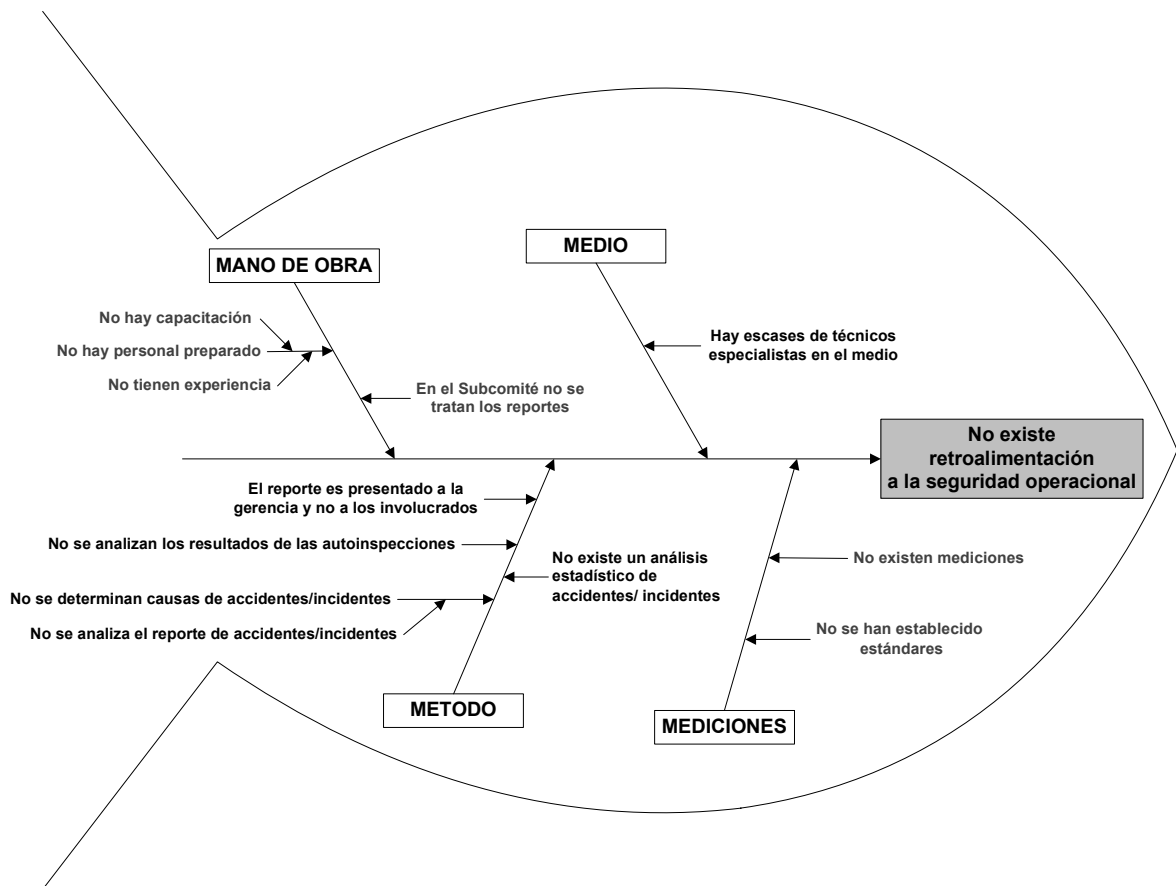 MEDIO
MANO DE OBRA
No hay capacitación
No hay personal preparado
No tienen experiencia
En el Subcomité no se
tratan los reportes
Hay escases de técnicos
especialistas en el medio
No existe
retroalimentación
a la seguridad operacional
El reporte es presentado a la
gerencia y no a los involucrados
No se analizan los resultados de las autoinspecciones
No existe un análisis
estadístico de
accidentes/ incidentes
No se determinan causas de accidentes/incidentes
No se analiza el reporte de accidentes/incidentes
No existen mediciones
No se han establecido
estándares
METODO
MEDICIONES